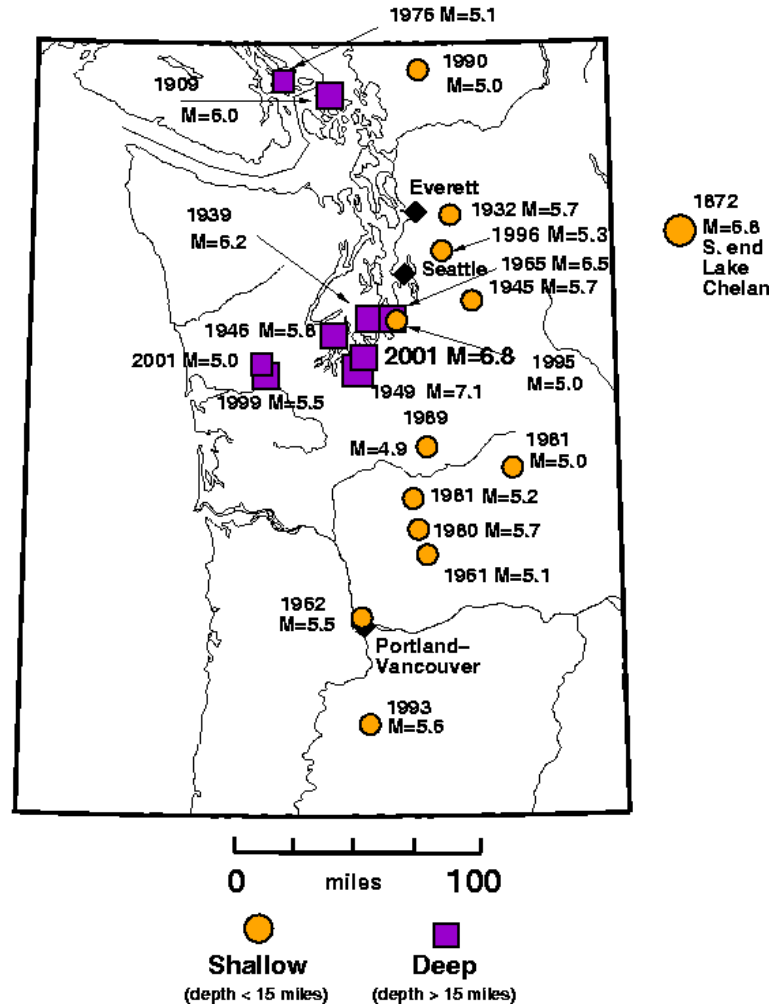 1976 M=5.1
1990
M=5.0
1909
M=6.0
Everett
1939
M=6.2
1932 M=5.7
1996 M=5.3
1872
M=6.8
S. end
Lake
Chelan
Seattle
1965 M=6.5
1945 M=5.7
1946 M=5.8
2001 M=5.0
2001 M=6.8
1995
M=5.0
1999 M=5.5
1949 M=7.1
1989
M=4.9
1981
M=5.0
1981 M=5.2
1980 M=5.7
1961 M=5.1
1962
M=5.5
Portland–
Vancouver
1993
M=5.6
0 miles 100
Shallow
(depth < 15 miles)
Deep
(depth > 15 miles)